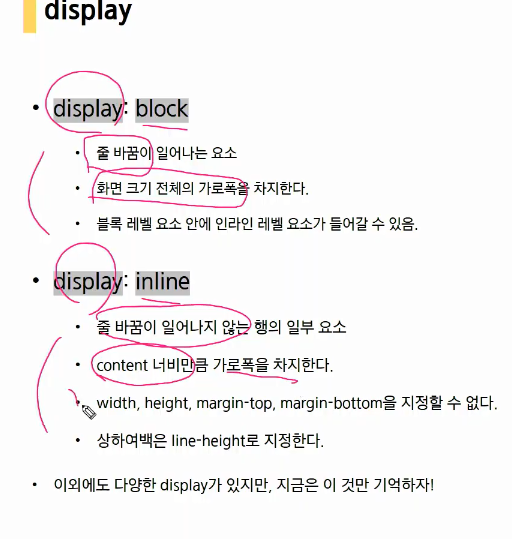 display
• display: block
• 줄 바꿈이 일어나는 요소
• 화면 크기 전체의 가로폭을 차지한다.
• 블록 레벨 요소 안에 인라인 레벨 요소가 들어갈 수 있음.
• display: inline
• 줄 바꿈이 일어나지 않는 행의 일부 요소
• content 너비만큼 가로폭을 차지한다.
• width, height, margin-top, margin-bottom을 지정할 수 없다.
• 상하여백은 line-height로 지정한다.
• 이외에도 다양한 display가 있지만, 지금은 이 것만 기억하자!